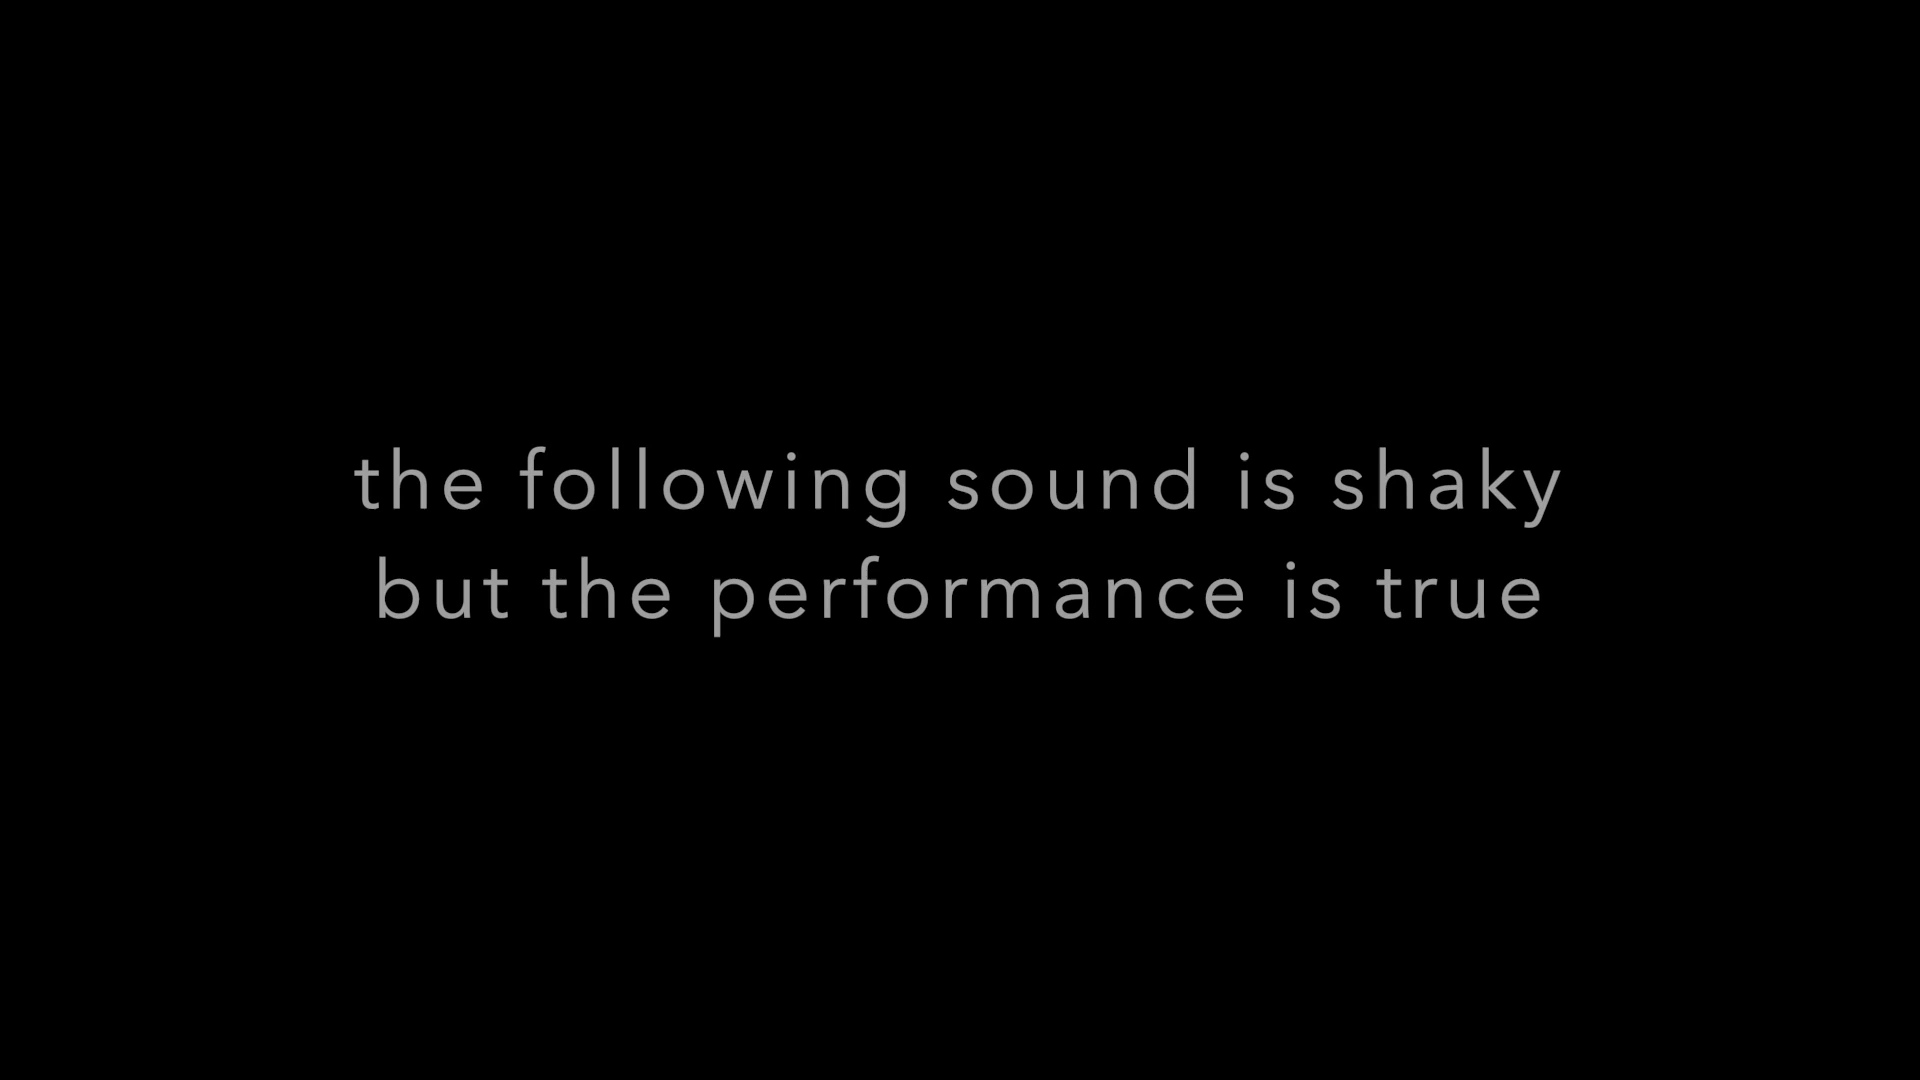 the following sound is shaky
but the performance is true